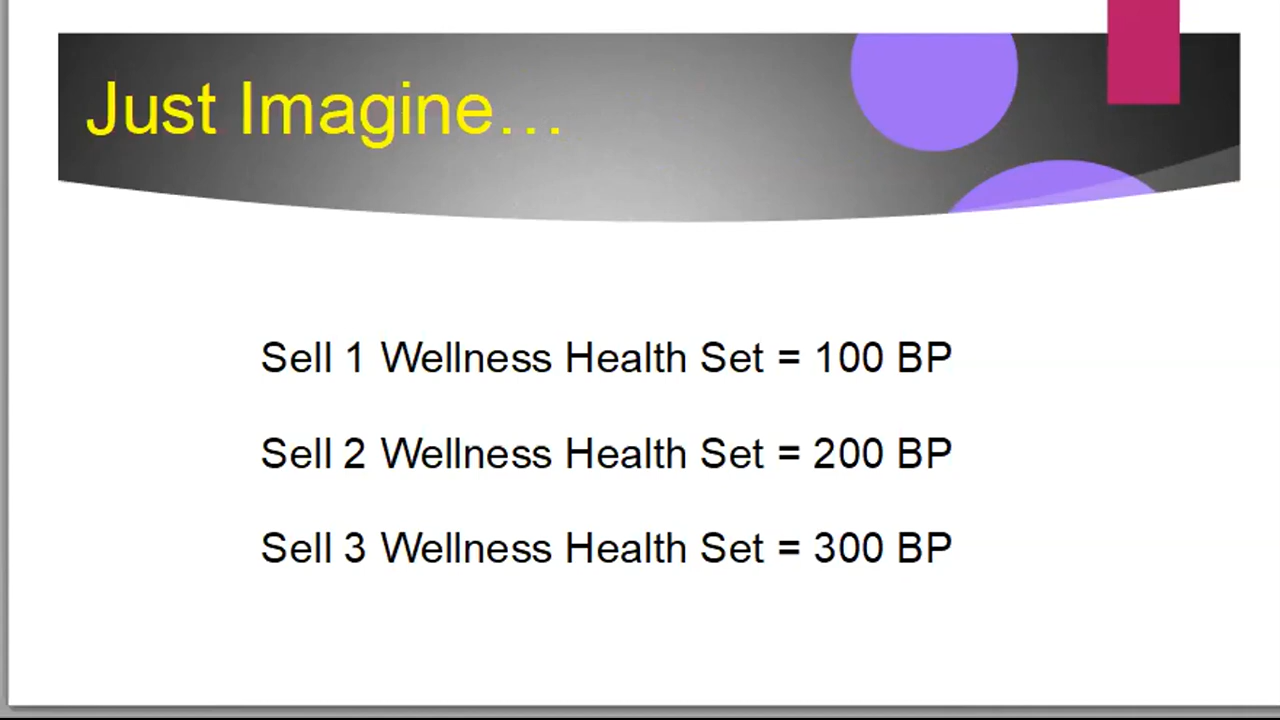 Just Imagine…
Sell 1 Wellness Health Set = 100 BP
Sell 2 Wellness Health Set = 200 BP
Sell 3 Wellness Health Set = 300 BP